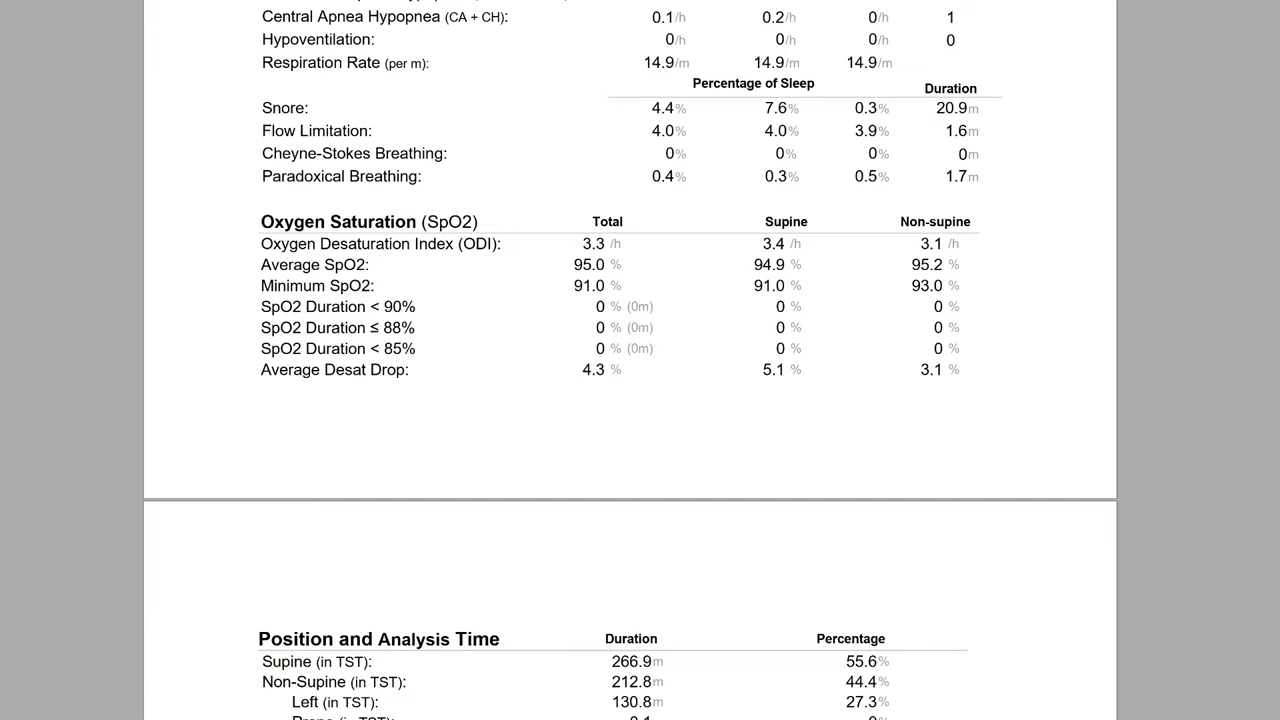 Central Apnea Hypopnea (CA + CH): 0.1/h 0.2/h 0/h 1
Hypoventilation: 0/h 0/h 0/h 0
Respiration Rate (per m): 14.9/m 14.9/m 14.9/m
Percentage of Sleep Duration
Snore: 4.4% 7.6% 0.3% 20.9m
Flow Limitation: 4.0% 4.0% 3.9% 1.6m
Cheyne-Stokes Breathing: 0% 0% 0% 0m
Paradoxical Breathing: 0.4% 0.3% 0.5% 1.7m
Oxygen Saturation (SpO2) Total Supine Non-supine
Oxygen Desaturation Index (ODI): 3.3 /h 3.4 /h 3.1 /h
Average SpO2: 95.0 % 94.9 % 95.2 %
Minimum SpO2: 91.0 % 91.0 % 93.0 %
SpO2 Duration < 90% 0 % (0m) 0 % 0 %
SpO2 Duration ≤ 88% 0 % (0m) 0 % 0 %
SpO2 Duration < 85% 0 % (0m) 0 % 0 %
Average Desat Drop: 4.3 % 5.1 % 3.1 %
Position and Analysis Time Duration Percentage
Supine (in TST): 266.9m 55.6%
Non-Supine (in TST): 212.8m 44.4%
Left (in TST): 130.8m 27.3%